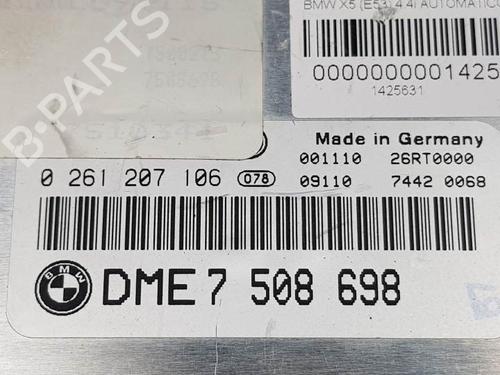 BMW X5 (E53) 4.4i AUTOMATICO
0000000001425
1425631
B-PARTS
Made in Germany
001110 26RT0000
0 261 207 106 078 09110 7442 0068
BMW
DME 7 508 698